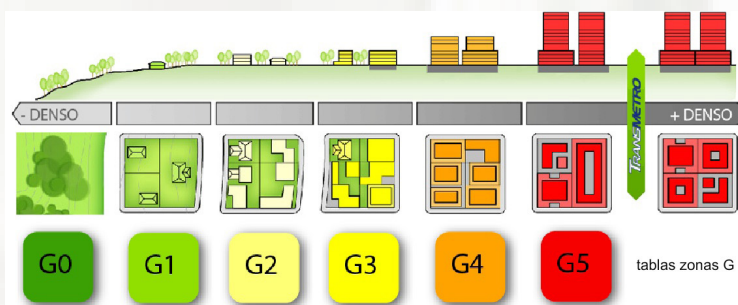 - DENSO
+ DENSO
TRANSMETRO
G0
G1
G2
G3
G4
G5
tablas zonas G